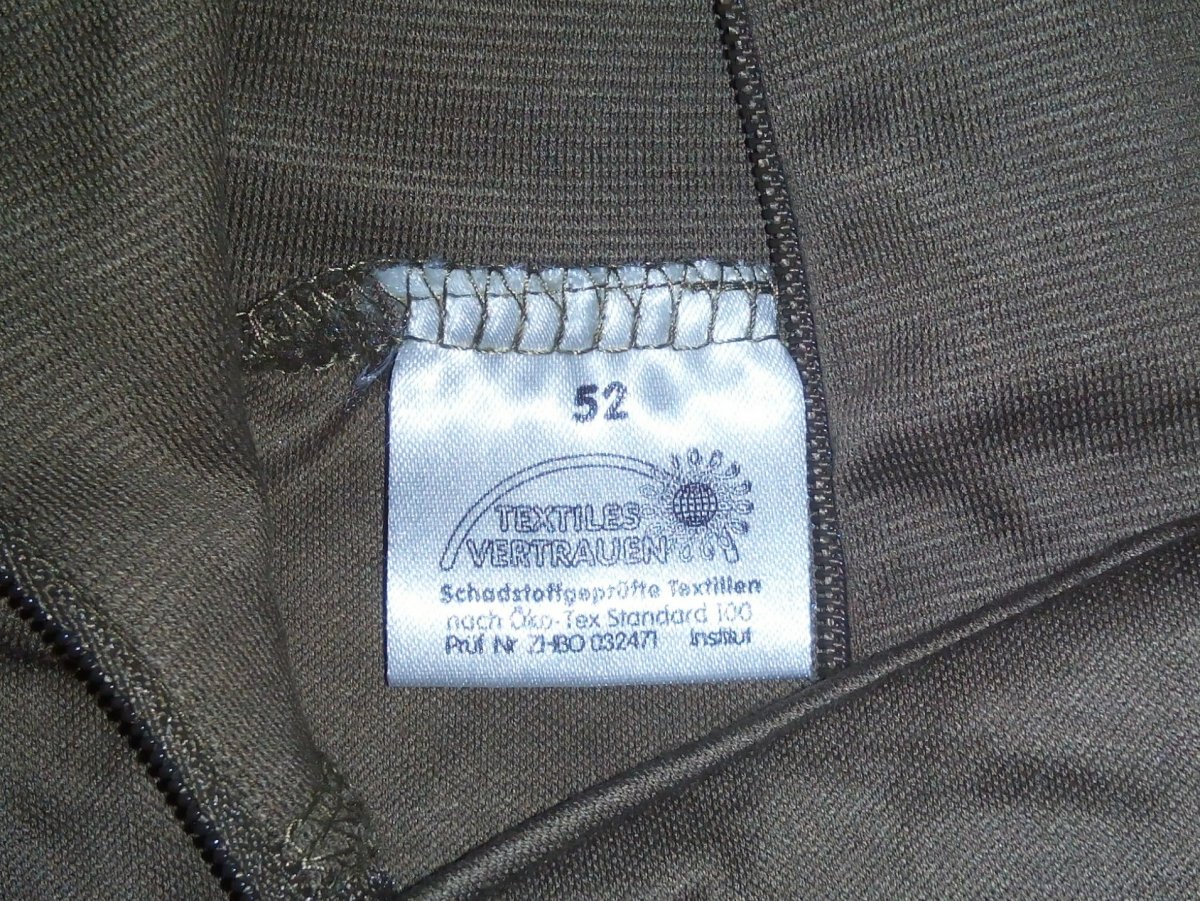 52
TEXTILES
VERTRAUEN
Schadstoffgeprüfte Textilien
nach Öko-Tex Standard 100
Prüf Nr ZHBO 032471 Institut